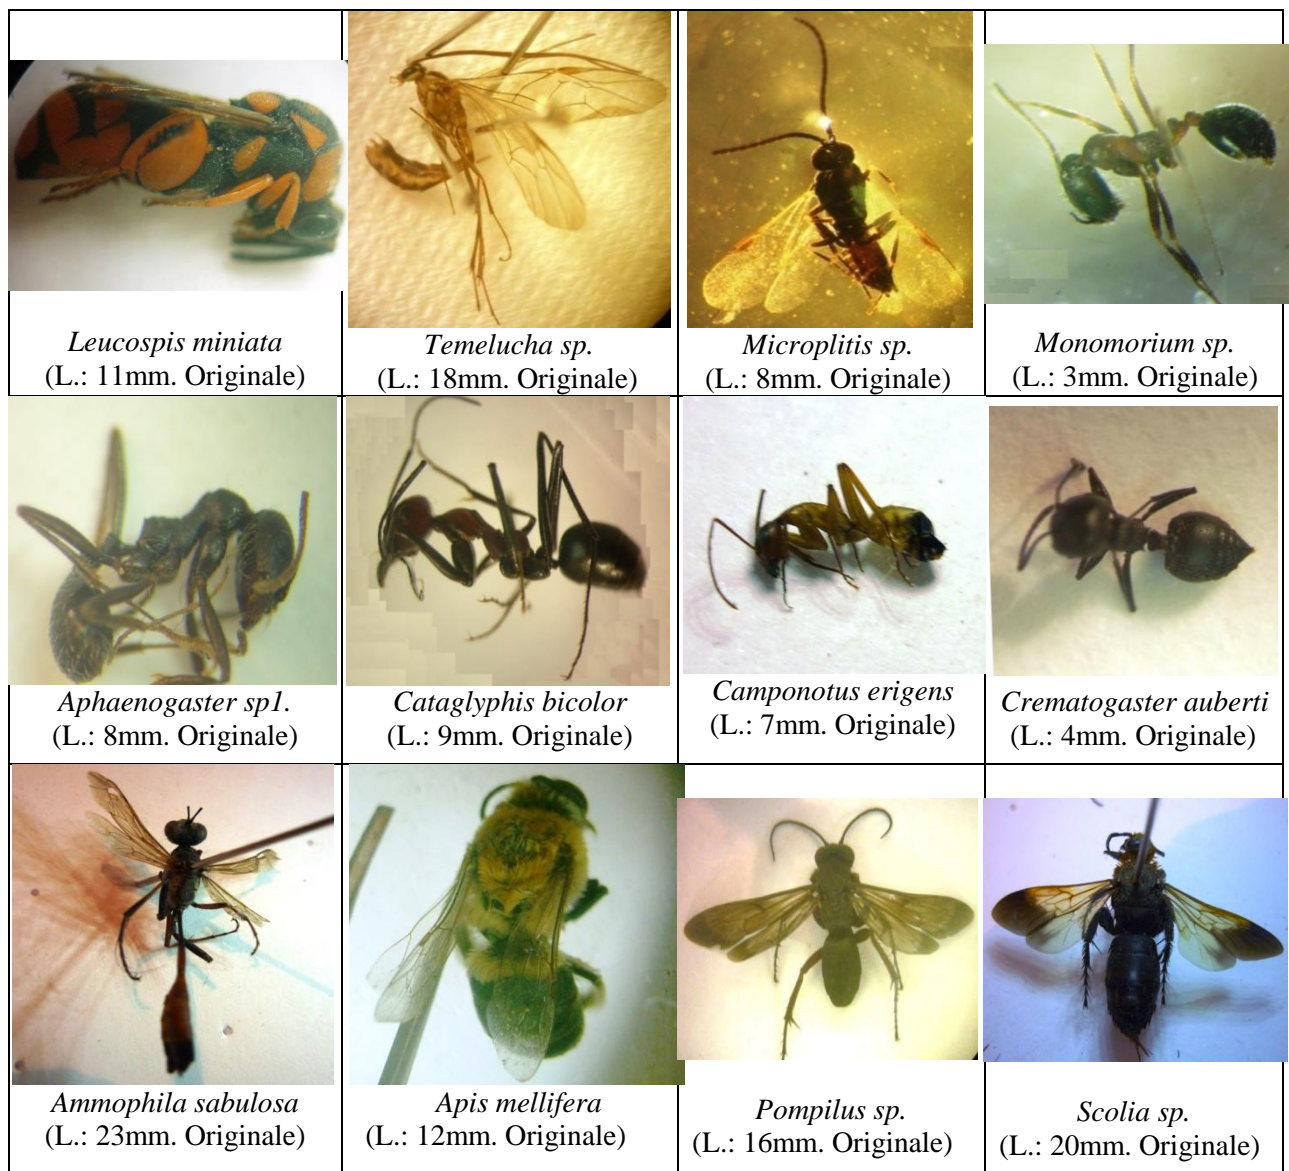 Leucospis miniata
(L.: 11mm. Originale)
Temelucha sp.
(L.: 18mm. Originale)
Microplitis sp.
(L.: 8mm. Originale)
Monomorium sp.
(L.: 3mm. Originale)
Aphaenogaster sp1.
(L.: 8mm. Originale)
Cataglyphis bicolor
(L.: 9mm. Originale)
Camponotus erigens
(L.: 7mm. Originale)
Crematogaster auberti
(L.: 4mm. Originale)
Ammophila sabulosa
(L.: 23mm. Originale)
Apis mellifera
(L.: 12mm. Originale)
Pompilus sp.
(L.: 16mm. Originale)
Scolia sp.
(L.: 20mm. Originale)